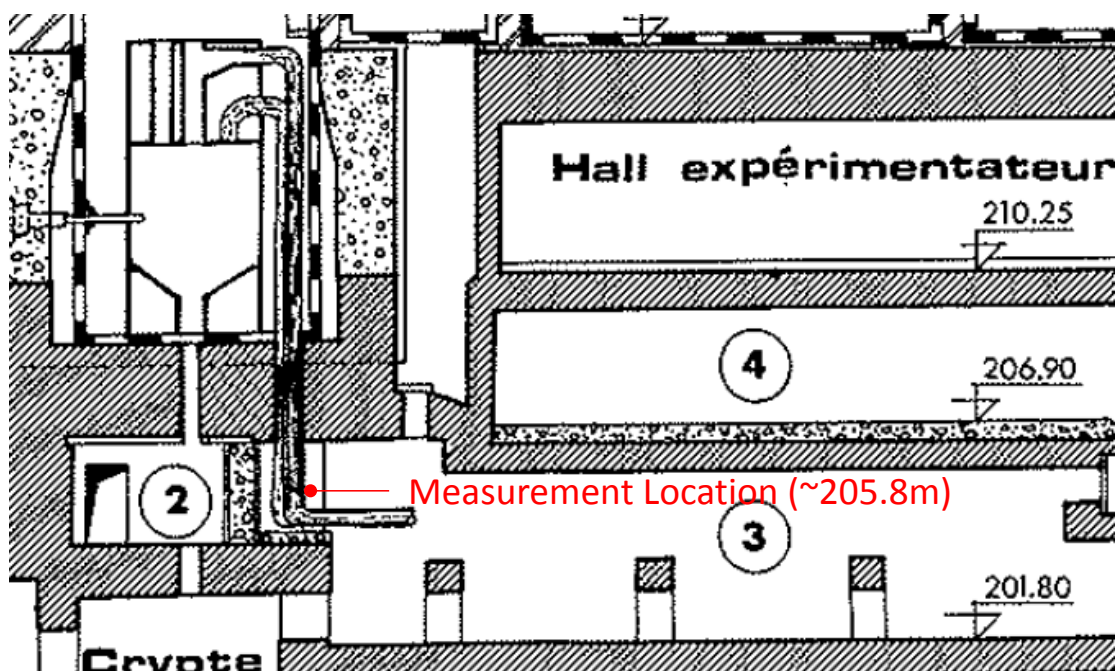 Hall expérimentateur
210.25
4
206.90
2
Measurement Location (~205.8m)
3
201.80
Crypte